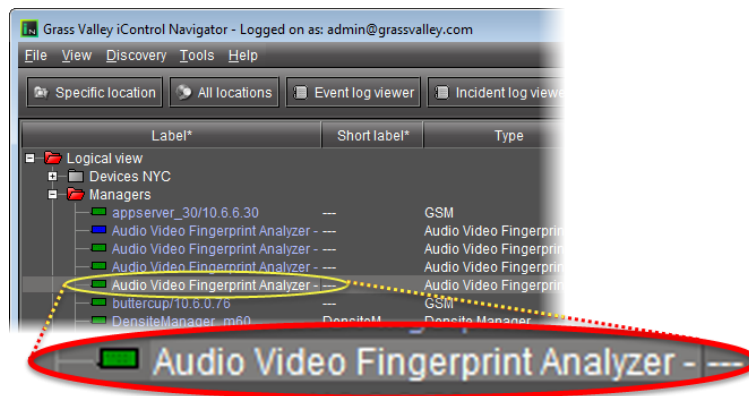 Grass Valley iControl Navigator - Logged on as: admin@grassvalley.com
File View Discovery Tools Help
Specific location All locations Event log viewer Incident log viewe
Label* Short label* Type
Logical view
Devices NYC
Managers
appserver_30/10.6.6.30 --- GSM
Audio Video Fingerprint Analyzer - --- Audio Video Fingerprin
Audio Video Fingerprint Analyzer - --- Audio Video Fingerprin
Audio Video Fingerprint Analyzer - --- Audio Video Fingerprin
Audio Video Fingerprint Analyzer - --- Audio Video Fingerprin
buttercup/10.6.0.76 --- GSM
DensiteManager_m60 DensiteM Densite Manager
Audio Video Fingerprint Analyzer - ---